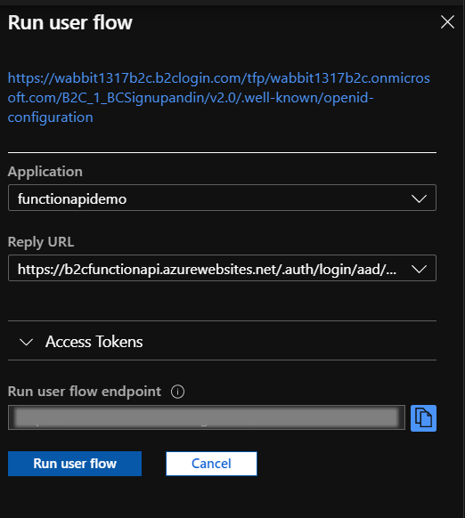 Run user flow
https://wabbit1317b2c.b2clogin.com/tfp/wabbit1317b2c.onmicros
oft.com/B2C_1_BCSignupandin/v2.0/.well-known/openid-
configuration
Application
functionapidemo
Reply URL
https://b2cfunctionapi.azurewebsites.net/.auth/login/aad/...
Access Tokens
Run user flow endpoint
Run user flow
Cancel